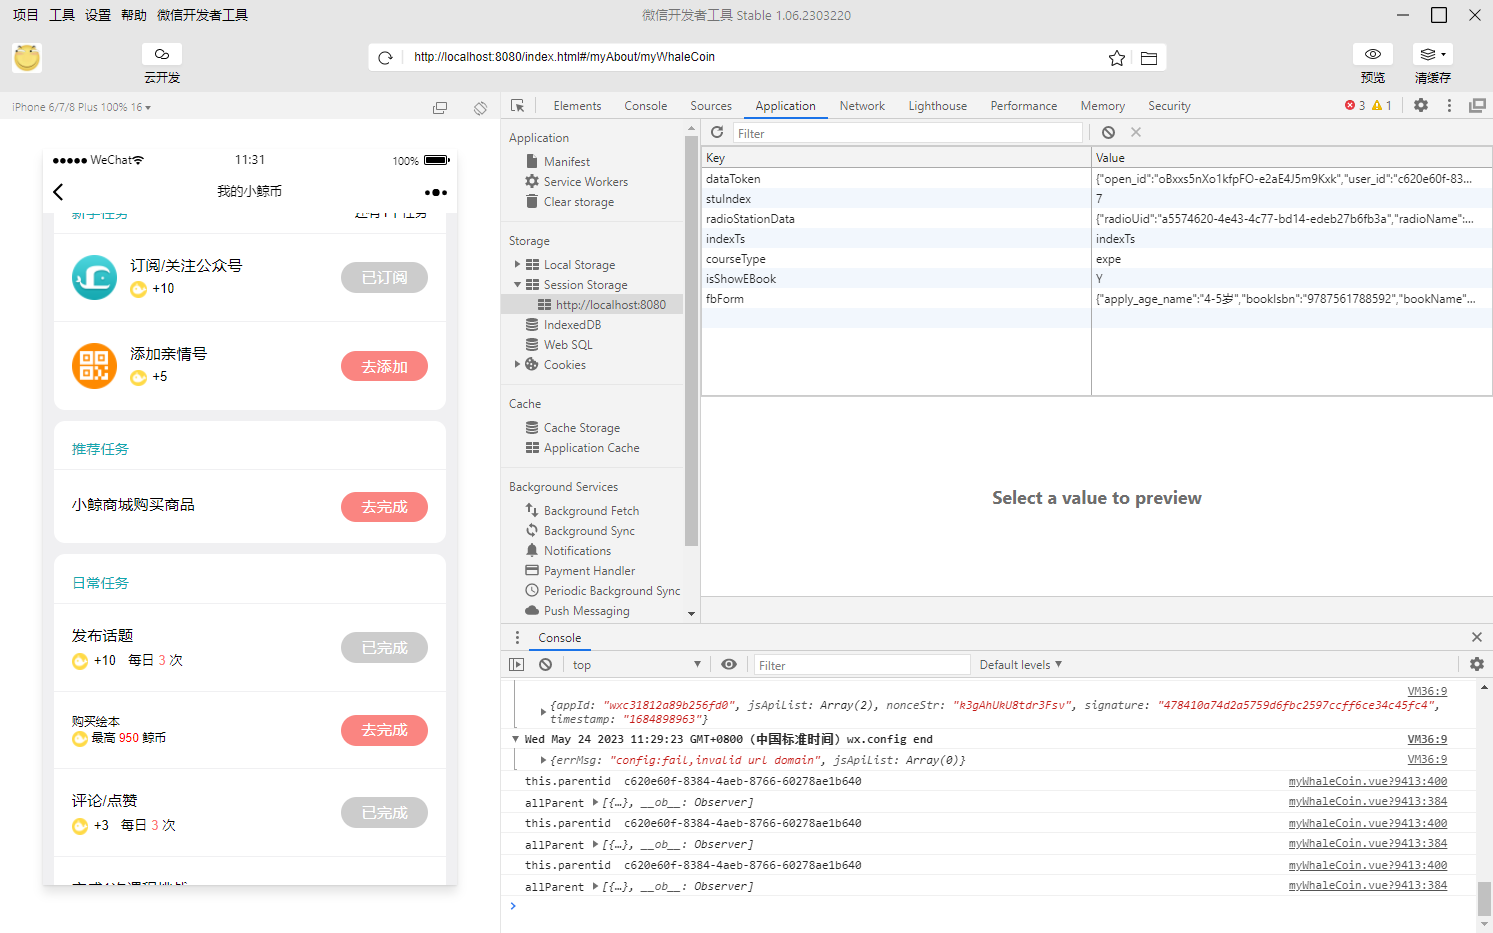 项目 工具 设置 帮助 微信开发者工具
微信开发者工具 Stable 1.06.2303220
http://localhost:8080/index.html#/myAbout/myWhaleCoin
云开发
预览
清缓存
iPhone 6/7/8 Plus 100% 16
WeChat
11:31
100%
我的小鲸币
新手任务
还有1个任务
订阅/关注公众号
+10
已订阅
添加亲情号
+5
去添加
推荐任务
小鲸商城购买商品
去完成
日常任务
发布话题
+10 每日 3 次
已完成
购买绘本
最高 950 鲸币
去完成
评论/点赞
+3 每日 3 次
已完成
Elements Console Sources Application Network Lighthouse Performance Memory Security
3 1
Application
Manifest
Service Workers
Clear storage
Storage
Local Storage
Session Storage
http://localhost:8080
IndexedDB
Web SQL
Cookies
Cache
Cache Storage
Application Cache
Background Services
Background Fetch
Background Sync
Notifications
Payment Handler
Periodic Background Sync
Push Messaging
Filter
Key Value
dataToken {"open_id":"oBxxs5nXo1kfpFO-e2aE4J5m9Kxk","user_id":"c620e60f-83...
stuIndex 7
radioStationData {"radioUid":"a5574620-4e43-4c77-bd14-edeb27b6fb3a","radioName":...
indexTs indexTs
courseType expe
isShowEBook Y
fbForm {"apply_age_name":"4-5岁","bookIsbn":"9787561788592","bookName"...
Select a value to preview
Console
top
Filter
Default levels
VM36:9
{appId: "wxc31812a89b256fd0", jsApiList: Array(2), nonceStr: "k3gAhUkU8tdr3Fsv", signature: "478410a74d2a5759d6fbc2597ccff6ce34c45fc4",
timestamp: "1684898963"}
Wed May 24 2023 11:29:23 GMT+0800 (中国标准时间) wx.config end VM36:9
{errMsg: "config:fail,invalid url domain", jsApiList: Array(0)} VM36:9
this.parentid c620e60f-8384-4aeb-8766-60278ae1b640 myWhaleCoin.vue?9413:400
allParent [{…}, __ob__: Observer] myWhaleCoin.vue?9413:384
this.parentid c620e60f-8384-4aeb-8766-60278ae1b640 myWhaleCoin.vue?9413:400
allParent [{…}, __ob__: Observer] myWhaleCoin.vue?9413:384
this.parentid c620e60f-8384-4aeb-8766-60278ae1b640 myWhaleCoin.vue?9413:400
allParent [{…}, __ob__: Observer] myWhaleCoin.vue?9413:384